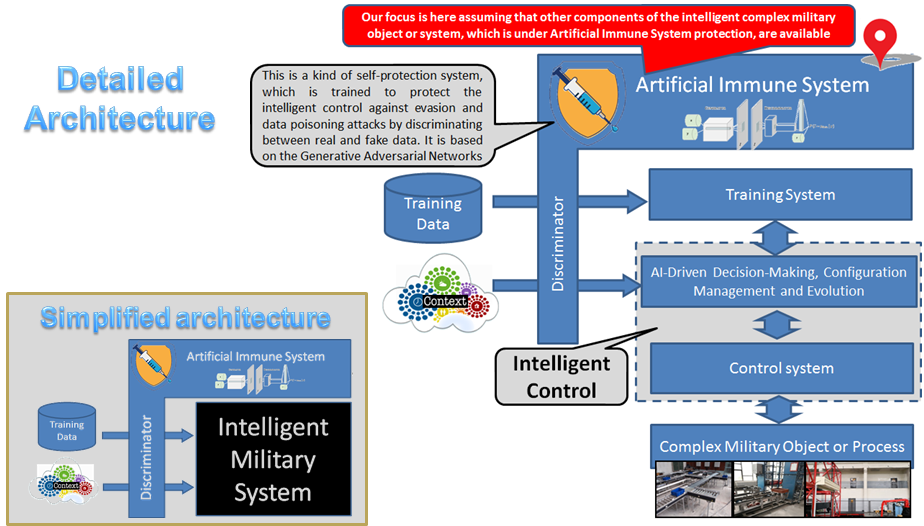 Our focus is here assuming that other components of the intelligent complex military
object or system, which is under Artificial Immune System protection, are available
Detailed
Architecture
This is a kind of self-protection system,
which is trained to protect the
intelligent control against evasion and
data poisoning attacks by discriminating
between real and fake data. It is based
on the Generative Adversarial Networks
Artificial Immune System
Training
Data
Discriminator
Training System
Context
AI-Driven Decision-Making, Configuration
Management and Evolution
Intelligent
Control
Control system
Complex Military Object or Process
Simplified architecture
Artificial Immune System
Training
Data
Discriminator
Context
Intelligent
Military
System